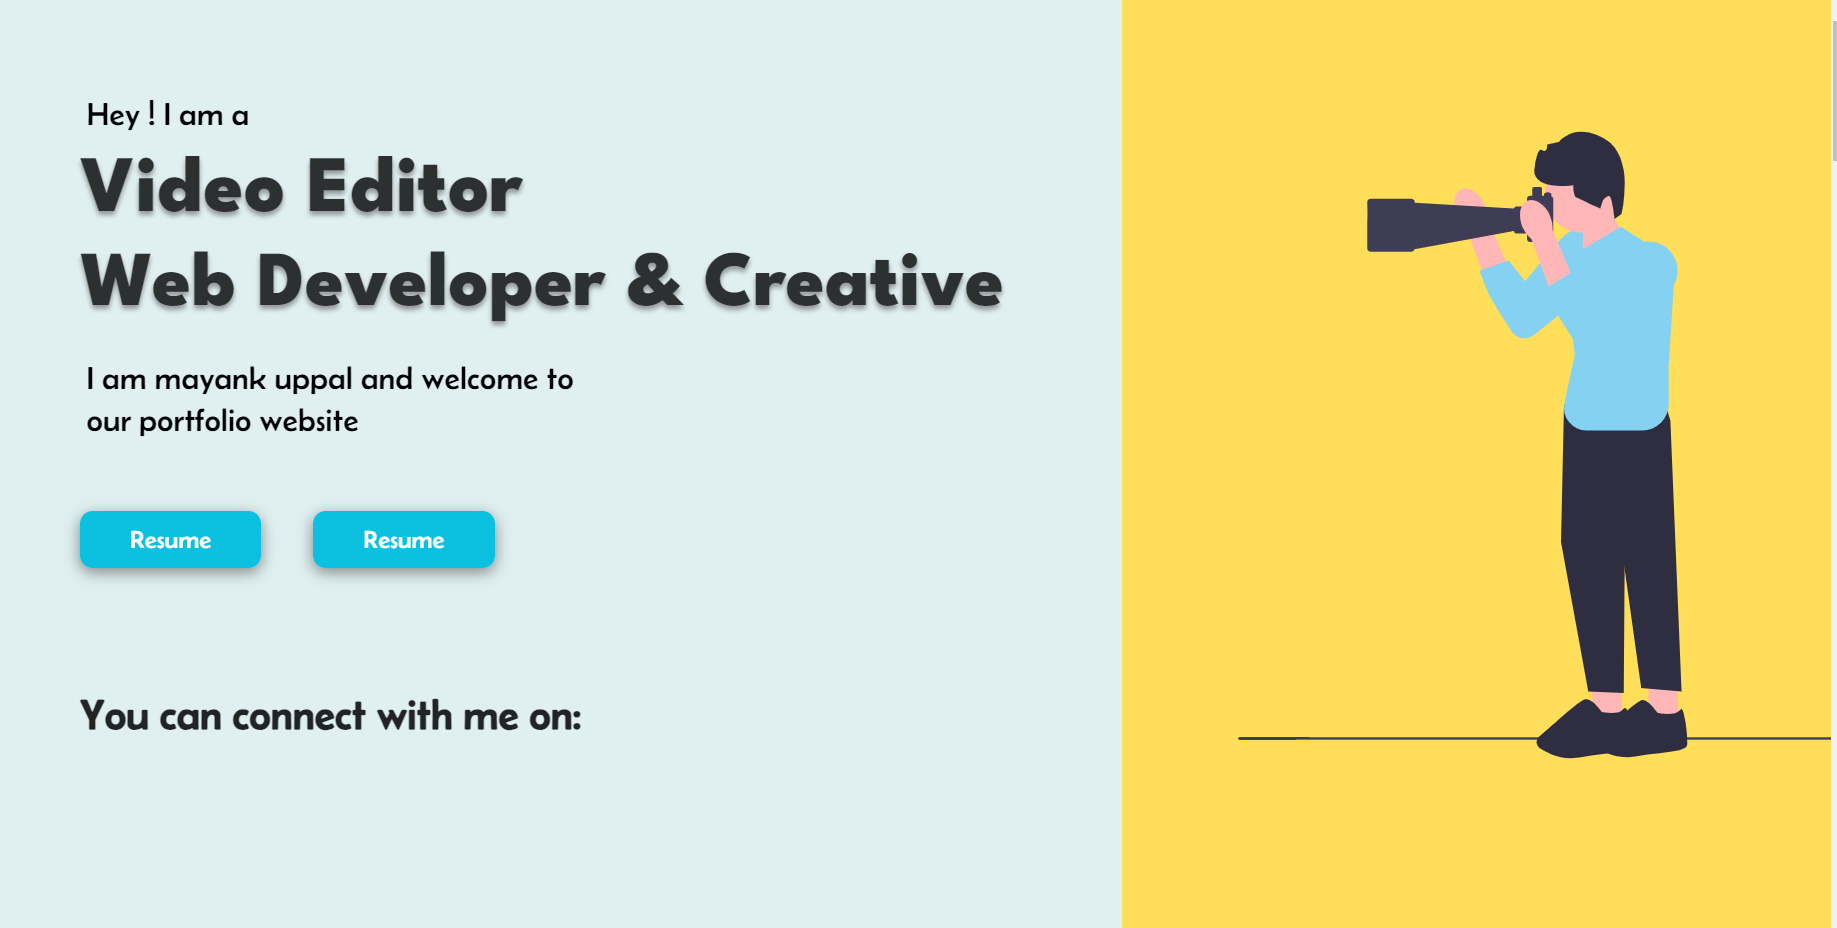 Hey ! I am a
Video Editor
Web Developer & Creative
I am mayank uppal and welcome to
our portfolio website
Resume
Resume
You can connect with me on: